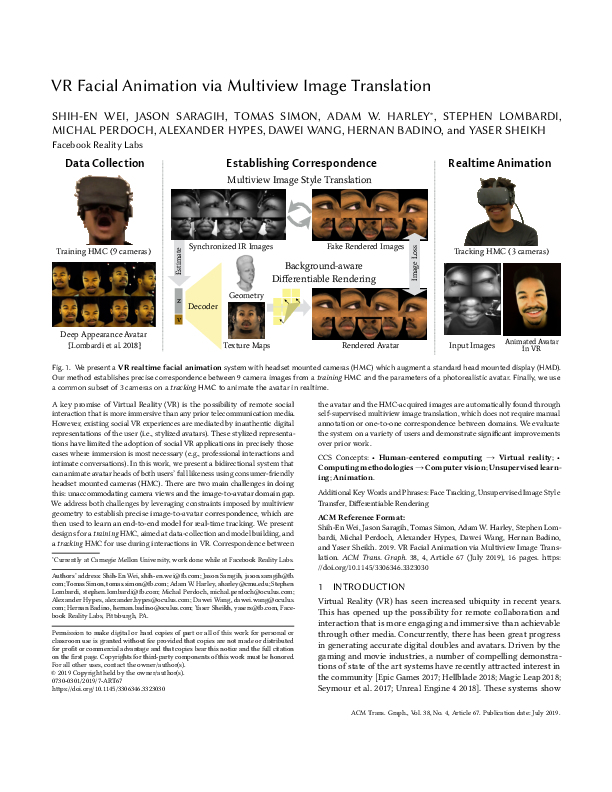 VR Facial Animation via Multiview Image Translation
SHIH-EN WEI, JASON SARAGIH, TOMAS SIMON, ADAM W. HARLEY*, STEPHEN LOMBARDI,
MICHAL PERDOCH, ALEXANDER HYPES, DAWEI WANG, HERNAN BADINO, and YASER SHEIKH
Facebook Reality Labs
Data Collection
Training HMC (9 cameras)
Deep Appearance Avatar
[Lombardi et al. 2018]
Establishing Correspondence
Multiview Image Style Translation
Synchronized IR Images
Fake Rendered Images
Estimate
Image Loss
Background-aware
Differentiable Rendering
z
v
Decoder
Geometry
Texture Maps
Rendered Avatar
Realtime Animation
Tracking HMC (3 cameras)
Input Images
Animated Avatar
in VR
Fig. 1. We present a VR realtime facial animation system with headset mounted cameras (HMC) which augment a standard head mounted display (HMD).
Our method establishes precise correspondence between 9 camera images from a training HMC and the parameters of a photorealistic avatar. Finally, we use
a common subset of 3 cameras on a tracking HMC to animate the avatar in realtime.
A key promise of Virtual Reality (VR) is the possibility of remote social
interaction that is more immersive than any prior telecommunication media.
However, existing social VR experiences are mediated by inauthentic digital
representations of the user (i.e., stylized avatars). These stylized representa-
tions have limited the adoption of social VR applications in precisely those
cases where immersion is most necessary (e.g., professional interactions and
intimate conversations). In this work, we present a bidirectional system that
can animate avatar heads of both users' full likeness using consumer-friendly
headset mounted cameras (HMC). There are two main challenges in doing
this: unaccommodating camera views and the image-to-avatar domain gap.
We address both challenges by leveraging constraints imposed by multiview
geometry to establish precise image-to-avatar correspondence, which are
then used to learn an end-to-end model for real-time tracking. We present
designs for a training HMC, aimed at data-collection and model building, and
a tracking HMC for use during interactions in VR. Correspondence between
*Currently at Carnegie Mellon University, work done while at Facebook Reality Labs.
Authors' address: Shih-En Wei, shih-en.wei@fb.com; Jason Saragih, jason.saragih@fb
.com; Tomas Simon, tomas.simon@fb.com; Adam W. Harley, aharley@cmu.edu; Stephen
Lombardi, stephen.lombardi@fb.com; Michal Perdoch, michal.perdoch@oculus.com;
Alexander Hypes, alexander.hypes@oculus.com; Dawei Wang, dawei.wang@oculus.
com; Hernan Badino, hernan.badino@oculus.com; Yaser Sheikh, yasers@fb.com, Face-
book Reality Labs, Pittsburgh, PA.
Permission to make digital or hard copies of part or all of this work for personal or
classroom use is granted without fee provided that copies are not made or distributed
for profit or commercial advantage and that copies bear this notice and the full citation
on the first page. Copyrights for third-party components of this work must be honored.
For all other uses, contact the owner/author(s).
© 2019 Copyright held by the owner/author(s).
0730-0301/2019/7-ART67
https://doi.org/10.1145/3306346.3323030
the avatar and the HMC-acquired images are automatically found through
self-supervised multiview image translation, which does not require manual
annotation or one-to-one correspondence between domains. We evaluate
the system on a variety of users and demonstrate significant improvements
over prior work.
CCS Concepts: • Human-centered computing → Virtual reality; •
Computing methodologies → Computer vision; Unsupervised learn-
ing; Animation.
Additional Key Words and Phrases: Face Tracking, Unsupervised Image Style
Transfer, Differentiable Rendering
ACM Reference Format:
Shih-En Wei, Jason Saragih, Tomas Simon, Adam W. Harley, Stephen Lom-
bardi, Michal Perdoch, Alexander Hypes, Dawei Wang, Hernan Badino,
and Yaser Sheikh. 2019. VR Facial Animation via Multiview Image Trans-
lation. ACM Trans. Graph. 38, 4, Article 67 (July 2019), 16 pages. https:
//doi.org/10.1145/3306346.3323030
1 INTRODUCTION
Virtual Reality (VR) has seen increased ubiquity in recent years.
This has opened up the possibility for remote collaboration and
interaction that is more engaging and immersive than achievable
through other media. Concurrently, there has been great progress
in generating accurate digital doubles and avatars. Driven by the
gaming and movie industries, a number of compelling demonstra-
tions of state of the art systems have recently attracted interest in
the community [Epic Games 2017; Hellblade 2018; Magic Leap 2018;
Seymour et al. 2017; Unreal Engine 4 2018]. These systems show
ACM Trans. Graph., Vol. 38, No. 4, Article 67. Publication date: July 2019.